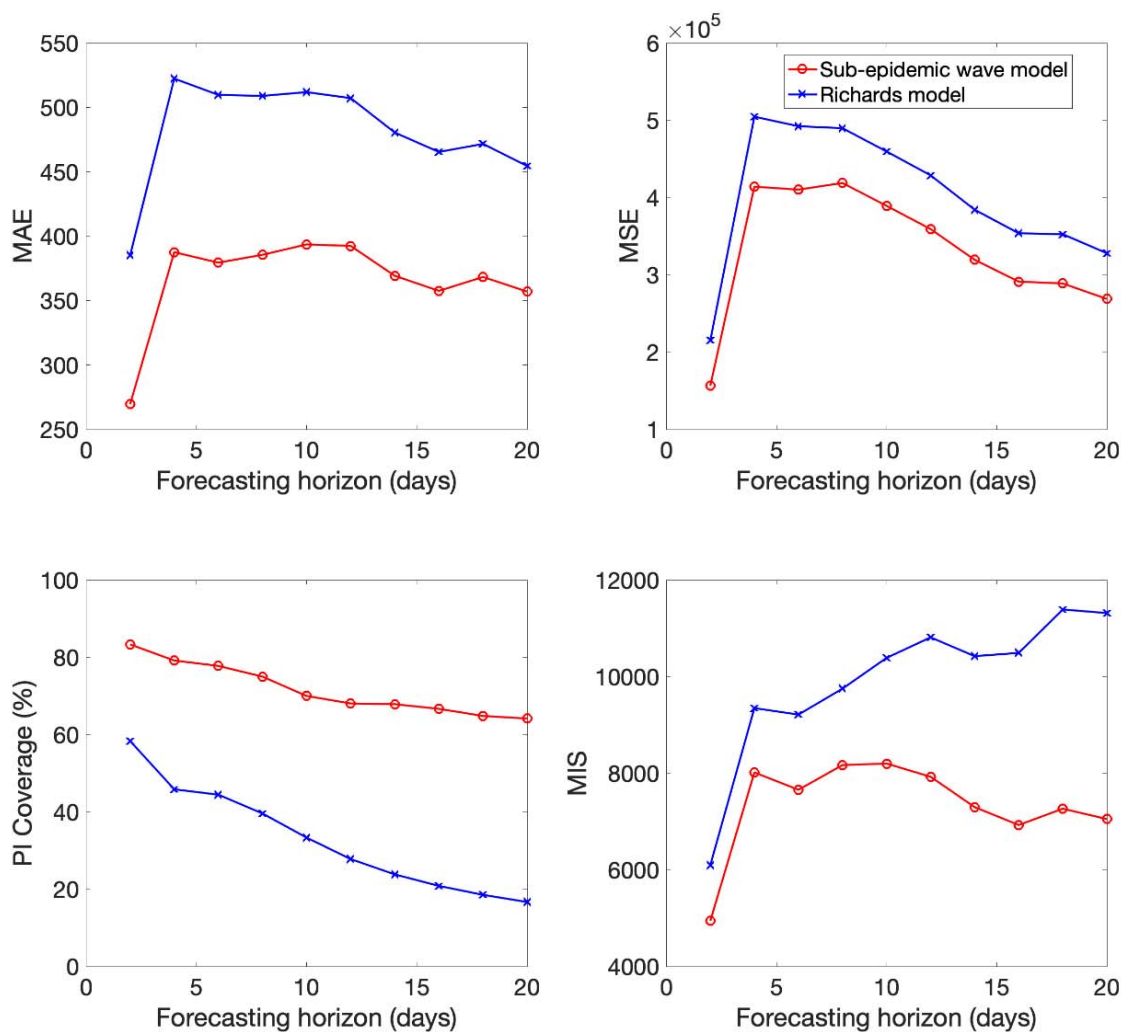 550
500
450
400
350
300
250
MAE
0 5 10 15 20
Forecasting horizon (days)
×10⁵
6
5
4
3
2
1
MSE
Sub-epidemic wave model
Richards model
0 5 10 15 20
Forecasting horizon (days)
100
80
60
40
20
0
PI Coverage (%)
0 5 10 15 20
Forecasting horizon (days)
12000
10000
8000
6000
4000
MIS
0 5 10 15 20
Forecasting horizon (days)